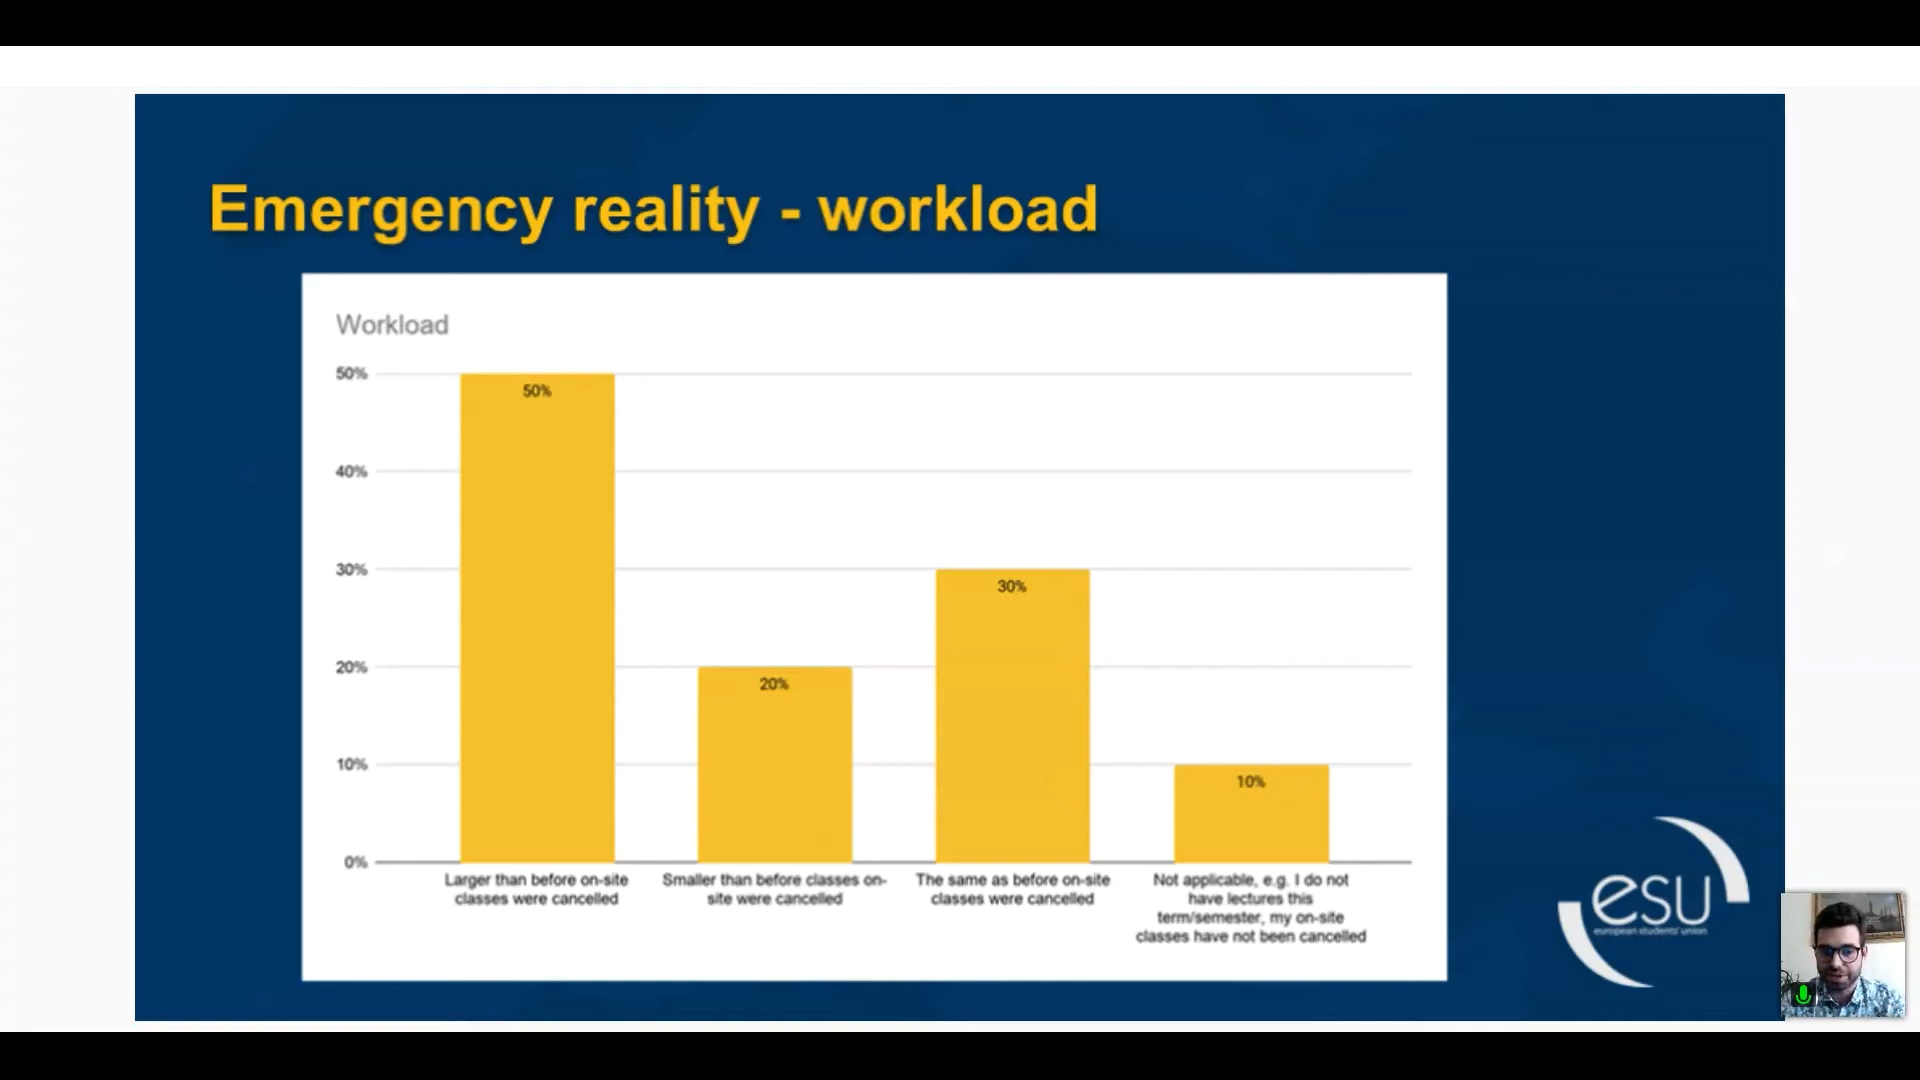 Emergency reality - workload
Workload
50%
50%
40%
30%
30%
20%
20%
10%
10%
0%
Larger than before on-site
classes were cancelled
Smaller than before classes on-
site were cancelled
The same as before on-site
classes were cancelled
Not applicable, e.g. I do not
have lectures this
term/semester, my on-site
classes have not been cancelled
esu
european students' union